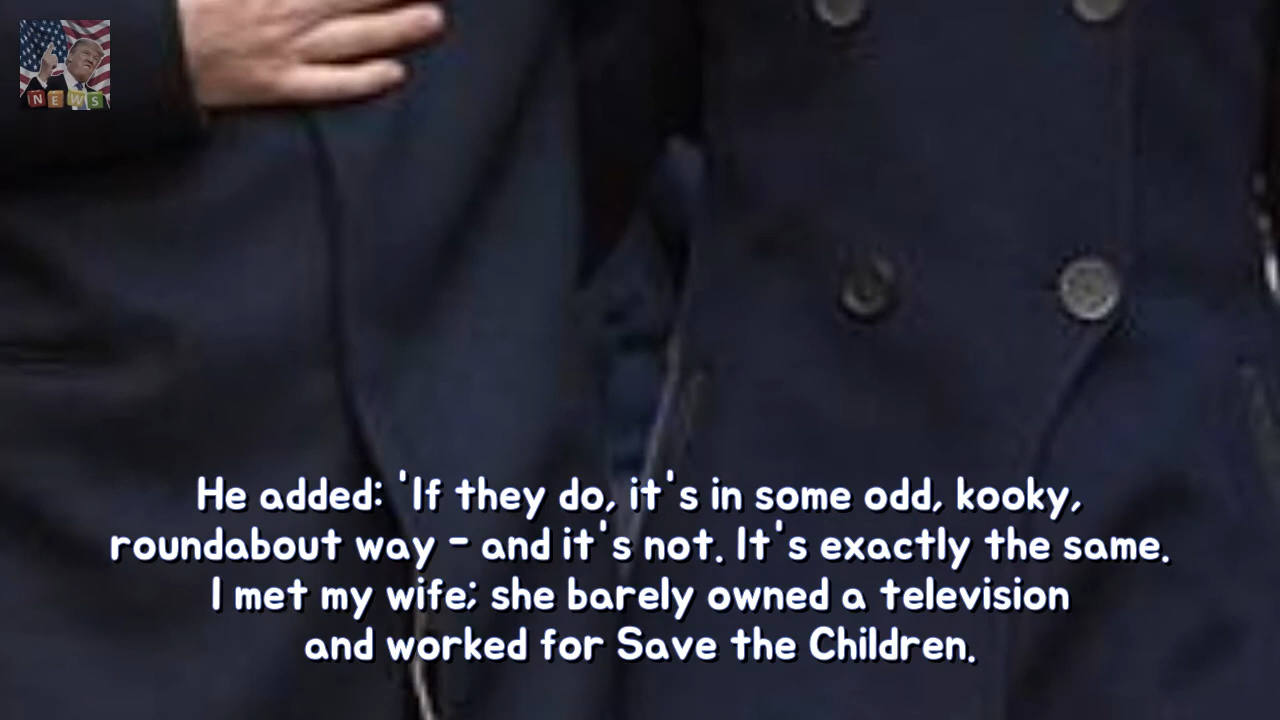 NEWS
He added: 'If they do, it's in some odd, kooky,
roundabout way - and it's not. It's exactly the same.
I met my wife; she barely owned a television
and worked for Save the Children.